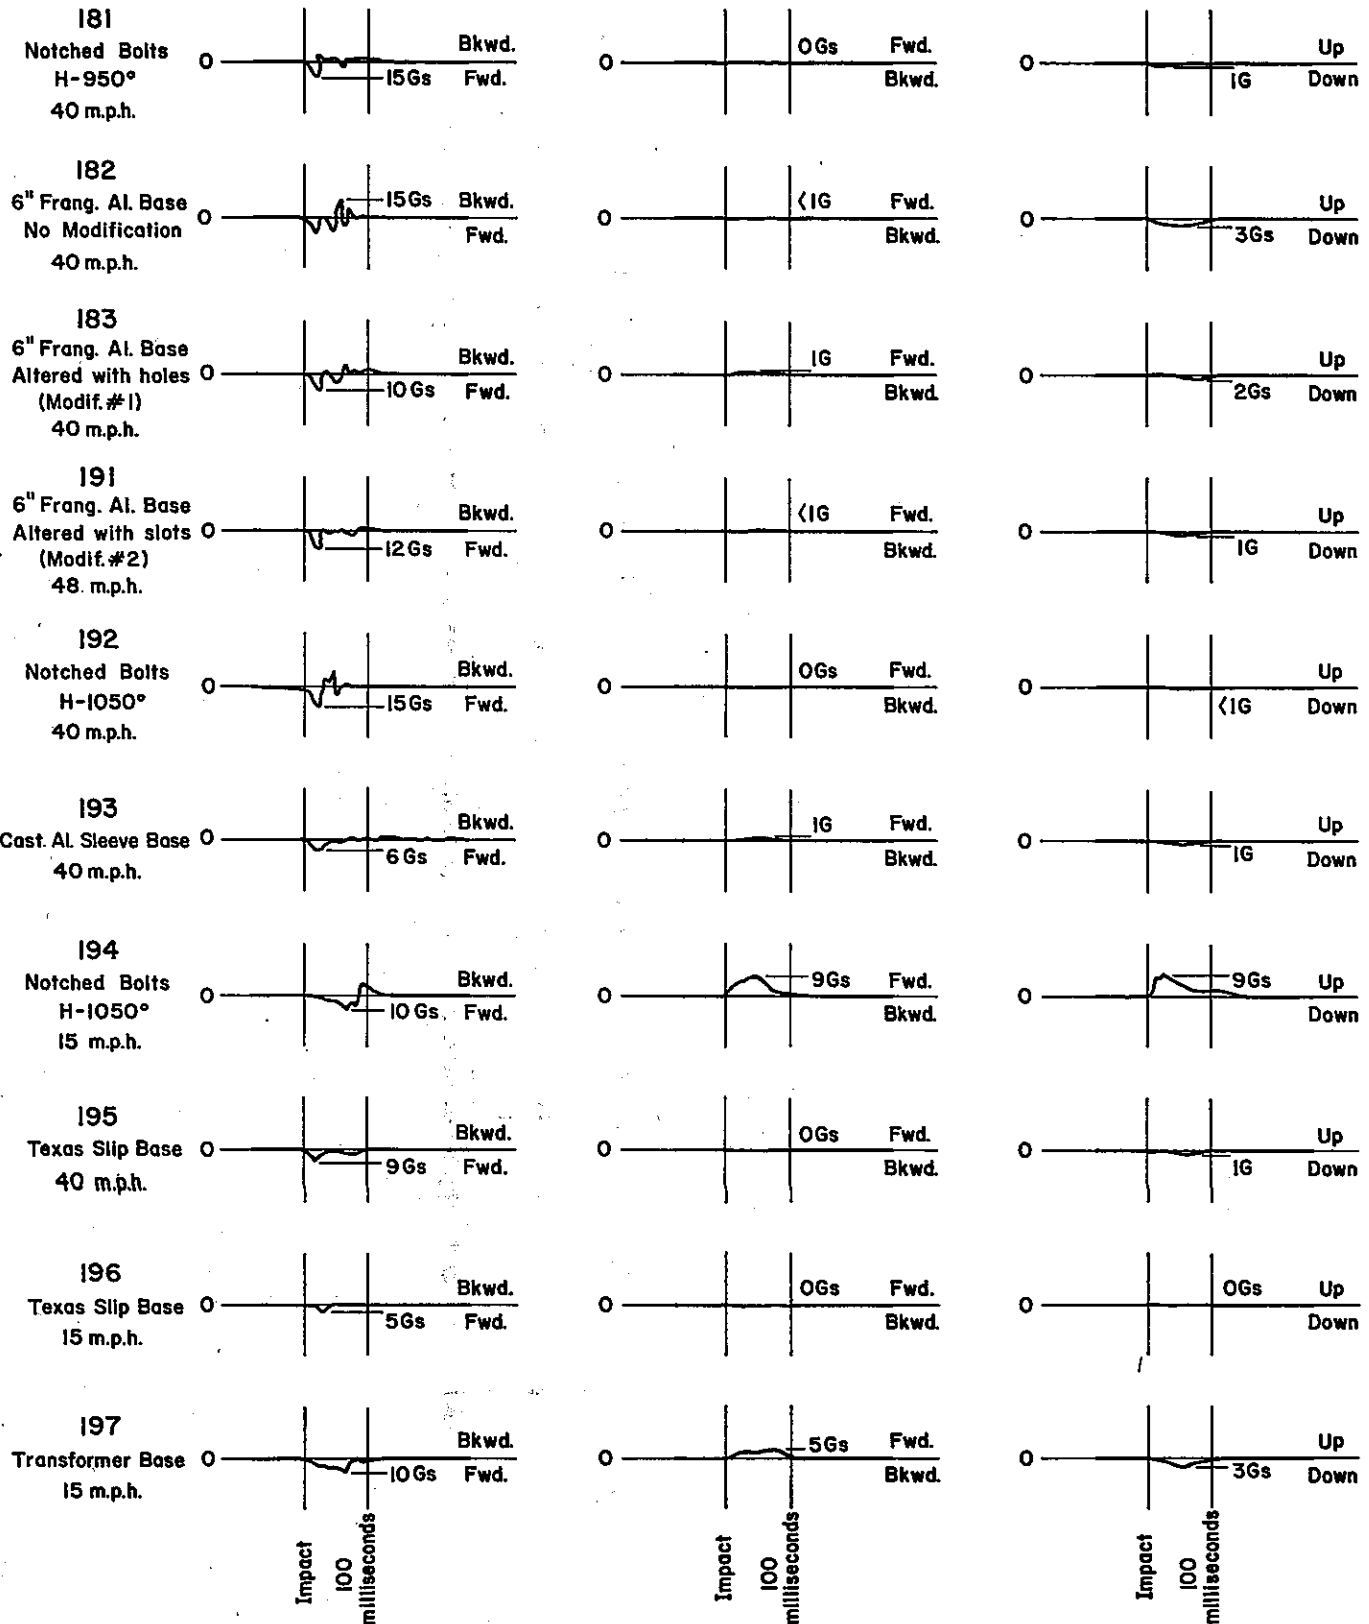 181
Notched Bolts
H-950°
40 m.p.h.
0
Bkwd.
15Gs Fwd.
0
0Gs Fwd.
Bkwd.
0
Up
1G Down
182
6" Frang. Al. Base
No Modification
40 m.p.h.
0
15Gs Bkwd.
Fwd.
0
<1G Fwd.
Bkwd.
0
Up
3Gs Down
183
6" Frang. Al. Base
Altered with holes
(Modif. #1)
40 m.p.h.
0
Bkwd.
10Gs Fwd.
0
1G Fwd.
Bkwd.
0
Up
2Gs Down
191
6" Frang. Al. Base
Altered with slots
(Modif. #2)
48 m.p.h.
0
Bkwd.
12Gs Fwd.
0
<1G Fwd.
Bkwd.
0
Up
1G Down
192
Notched Bolts
H-1050°
40 m.p.h.
0
Bkwd.
15Gs Fwd.
0
0Gs Fwd.
Bkwd.
0
Up
<1G Down
193
Cast. Al. Sleeve Base
40 m.p.h.
0
Bkwd.
6Gs Fwd.
0
1G Fwd.
Bkwd.
0
Up
1G Down
194
Notched Bolts
H-1050°
15 m.p.h.
0
Bkwd.
10Gs Fwd.
0
9Gs Fwd.
Bkwd.
0
9Gs Up
Down
195
Texas Slip Base
40 m.p.h.
0
Bkwd.
9Gs Fwd.
0
0Gs Fwd.
Bkwd.
0
Up
1G Down
196
Texas Slip Base
15 m.p.h.
0
Bkwd.
5Gs Fwd.
0
0Gs Fwd.
Bkwd.
0
0Gs Up
Down
197
Transformer Base
15 m.p.h.
0
Bkwd.
10Gs Fwd.
0
5Gs Fwd.
Bkwd.
0
Up
3Gs Down
Impact
100
milliseconds
Impact
100
milliseconds
Impact
100
milliseconds